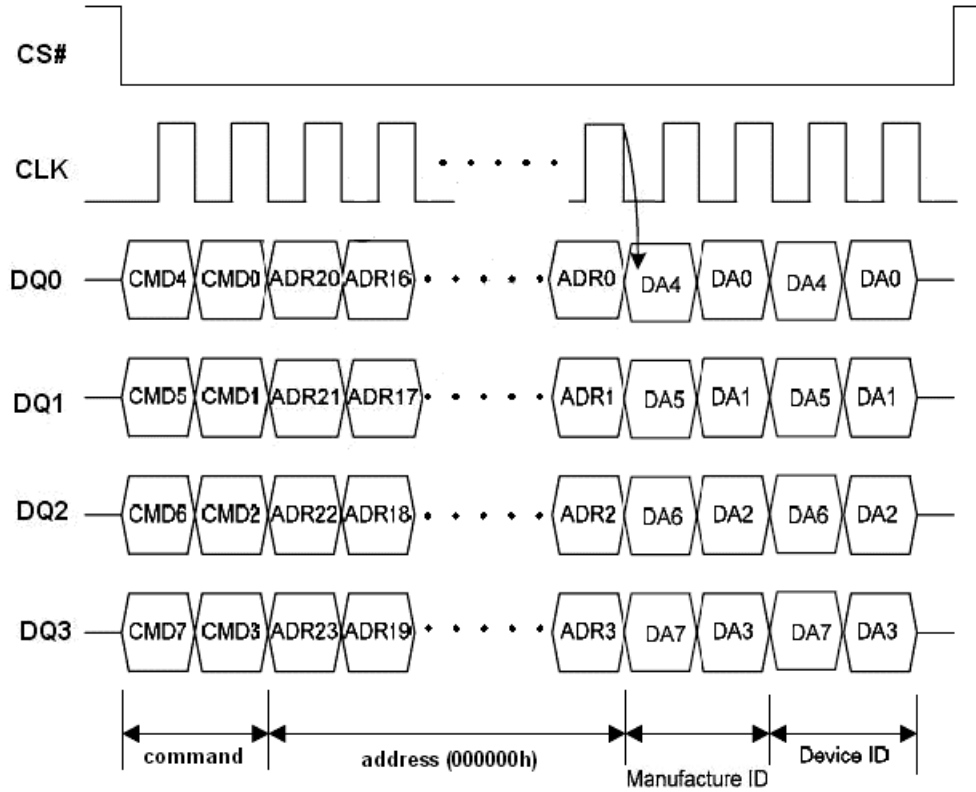 CS#
CLK
DQ0 CMD4 CMD0 ADR20 ADR16 ADR0 DA4 DA0 DA4 DA0
DQ1 CMD5 CMD1 ADR21 ADR17 ADR1 DA5 DA1 DA5 DA1
DQ2 CMD6 CMD2 ADR22 ADR18 ADR2 DA6 DA2 DA6 DA2
DQ3 CMD7 CMD3 ADR23 ADR19 ADR3 DA7 DA3 DA7 DA3
command address (000000h) Manufacture ID Device ID